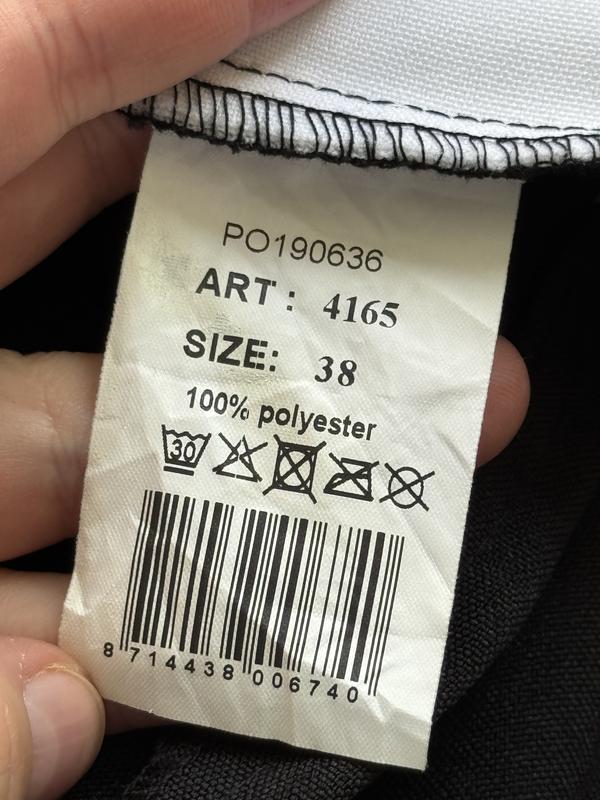 PO190636
ART: 4165
SIZE: 38
100% polyester
30
8 714438 006740